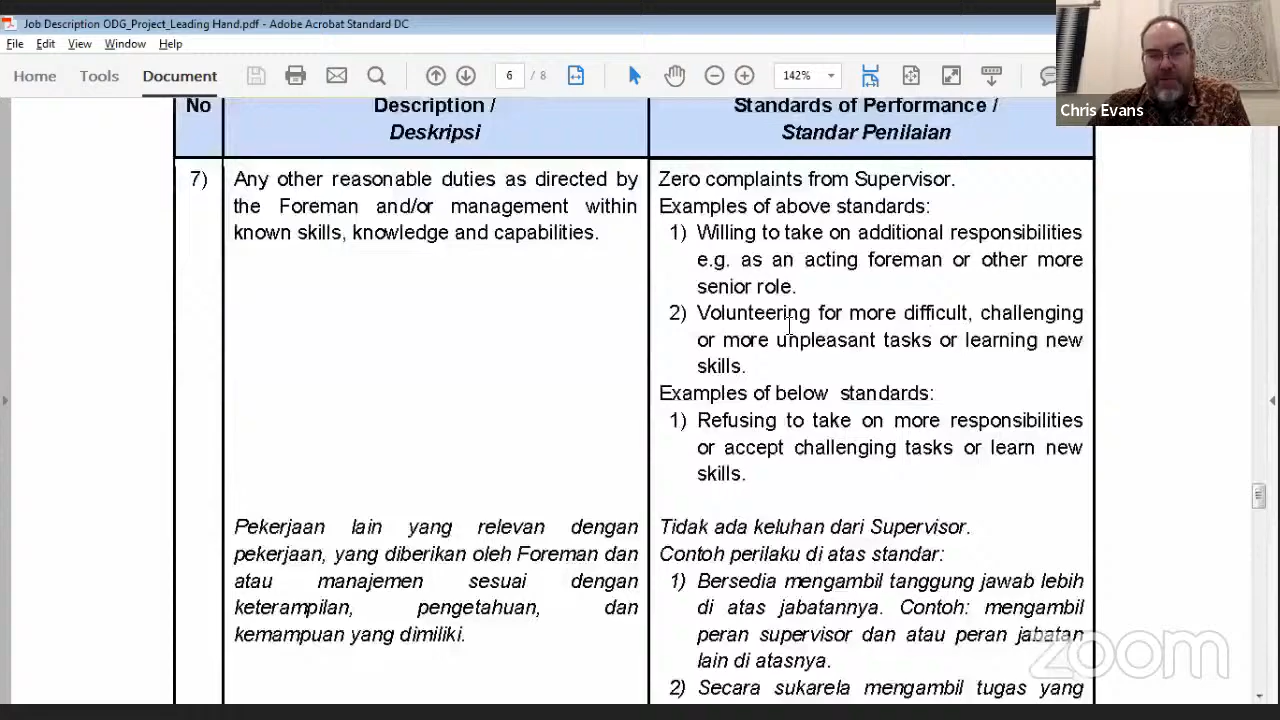 Job Description ODG_Project_Leading Hand.pdf - Adobe Acrobat Standard DC
File Edit View Window Help
Home Tools Document 6 / 8 142%
Chris Evans
No Description / Standards of Performance /
Deskripsi Standar Penilaian
7) Any other reasonable duties as directed by
the Foreman and/or management within
known skills, knowledge and capabilities.
Zero complaints from Supervisor.
Examples of above standards:
1) Willing to take on additional responsibilities
e.g. as an acting foreman or other more
senior role.
2) Volunteering for more difficult, challenging
or more unpleasant tasks or learning new
skills.
Examples of below standards:
1) Refusing to take on more responsibilities
or accept challenging tasks or learn new
skills.
Pekerjaan lain yang relevan dengan
pekerjaan, yang diberikan oleh Foreman dan
atau manajemen sesuai dengan
keterampilan, pengetahuan, dan
kemampuan yang dimiliki.
Tidak ada keluhan dari Supervisor.
Contoh perilaku di atas standar:
1) Bersedia mengambil tanggung jawab lebih
di atas jabatannya. Contoh: mengambil
peran supervisor dan atau peran jabatan
lain di atasnya.
2) Secara sukarela mengambil tugas yang
zoom